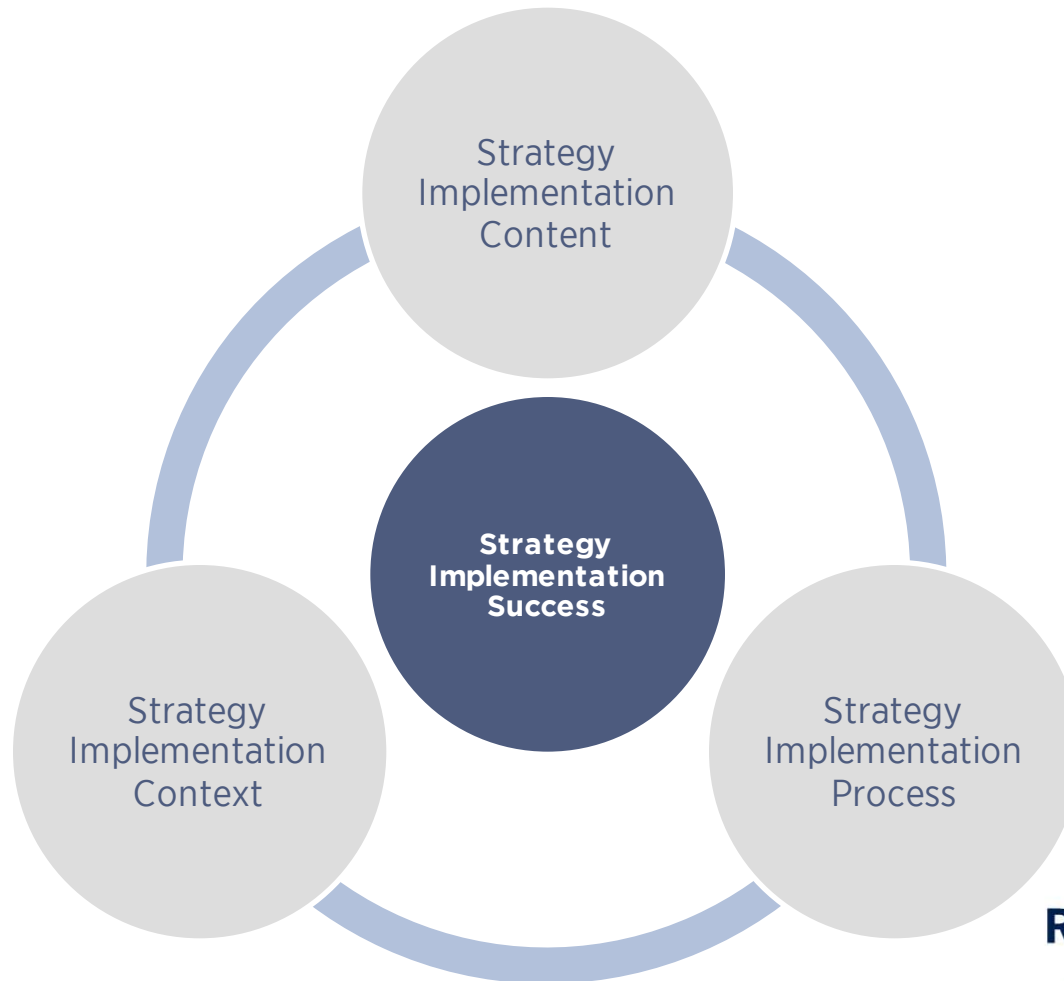 Strategy
Implementation
Content
Strategy
Implementation
Success
Strategy
Implementation
Context
Strategy
Implementation
Process
R